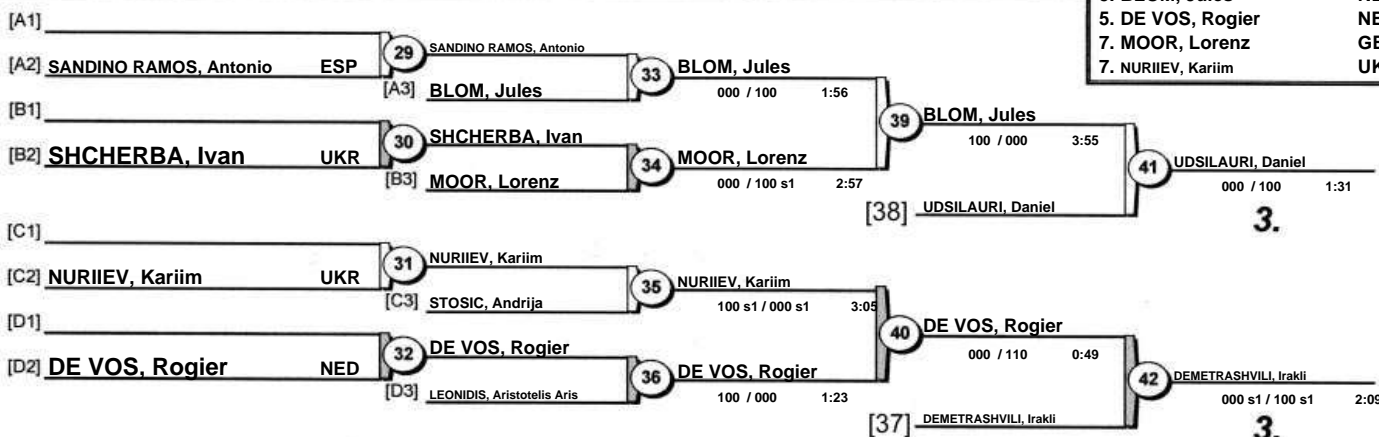 5. DE VOS, Rogier
7. MOOR, Lorenz
7. NURIIEV, Kariim
[A1]
[A2] SANDINO RAMOS, Antonio ESP
29
SANDINO RAMOS, Antonio
[A3] BLOM, Jules
33
BLOM, Jules
000 / 100 1:56
[B1]
[B2] SHCHERBA, Ivan UKR
30
SHCHERBA, Ivan
[B3] MOOR, Lorenz
34
MOOR, Lorenz
000 / 100 s1 2:57
39
BLOM, Jules
100 / 000 3:55
[38] UDSILAURI, Daniel
41
UDSILAURI, Daniel
000 / 100 1:31
3.
[C1]
[C2] NURIIEV, Kariim UKR
31
NURIIEV, Kariim
[C3] STOSIC, Andrija
35
NURIIEV, Kariim
100 s1 / 000 s1 3:05
[D1]
[D2] DE VOS, Rogier NED
32
DE VOS, Rogier
[D3] LEONIDIS, Aristotelis Aris
36
DE VOS, Rogier
100 / 000 1:23
40
DE VOS, Rogier
000 / 110 0:49
[37] DEMETRASHVILI, Irakli
42
DEMETRASHVILI, Irakli
000 s1 / 100 s1 2:09
3.